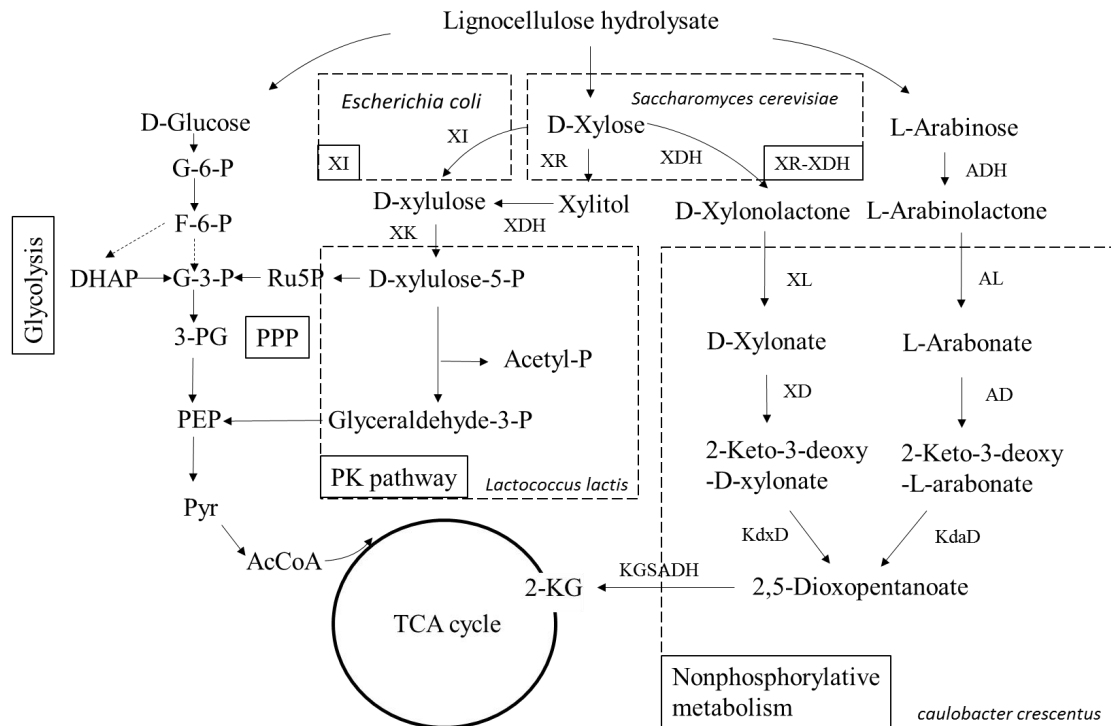 Lignocellulose hydrolysate
Escherichia coli
Saccharomyces cerevisiae
D-Glucose
XI
D-Xylose
L-Arabinose
XI
XR
XDH
XR-XDH
ADH
G-6-P
D-xylulose
Xylitol
D-Xylonolactone
L-Arabinolactone
F-6-P
XK
XDH
Glycolysis
DHAP
G-3-P
Ru5P
D-xylulose-5-P
XL
AL
3-PG
PPP
D-Xylonate
L-Arabonate
Acetyl-P
XD
AD
PEP
Glyceraldehyde-3-P
2-Keto-3-deoxy
-D-xylonate
2-Keto-3-deoxy
-L-arabonate
PK pathway
Lactococcus lactis
Pyr
KdxD
KdaD
AcCoA
KGSADH
2-KG
2,5-Dioxopentanoate
TCA cycle
Nonphosphorylative
metabolism
caulobacter crescentus